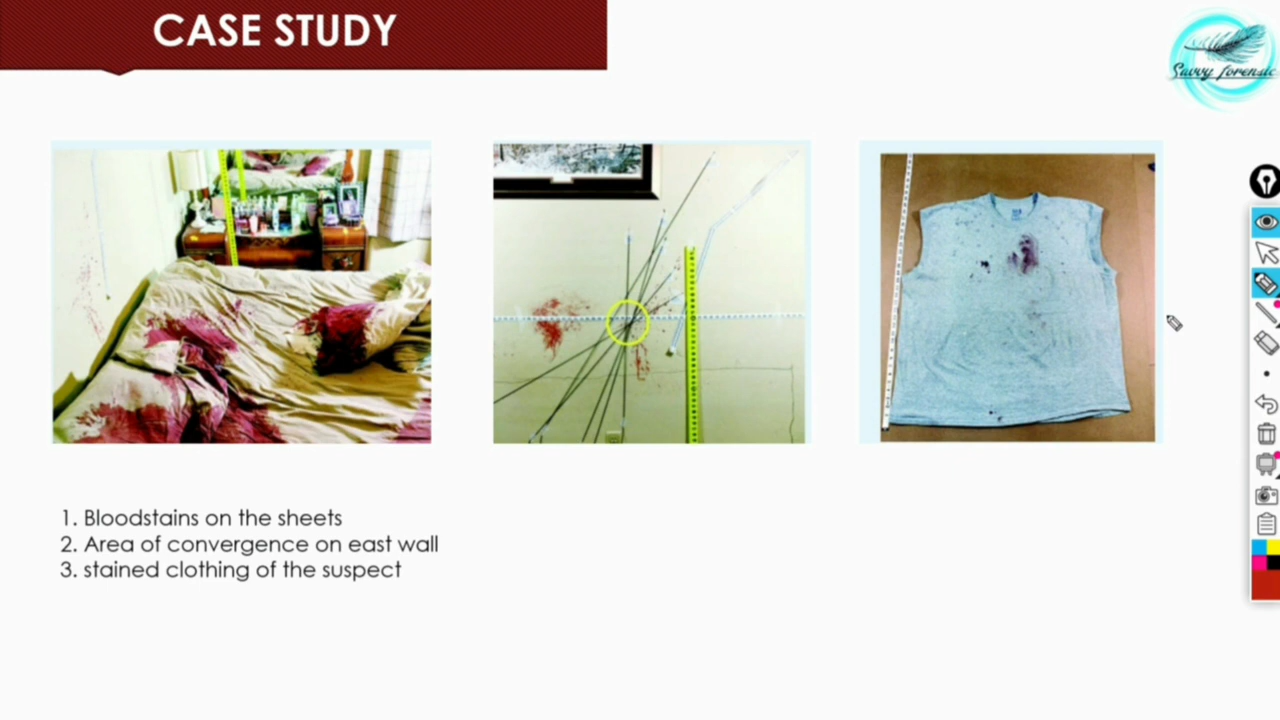 CASE STUDY
Savvy forensic
1. Bloodstains on the sheets
2. Area of convergence on east wall
3. stained clothing of the suspect